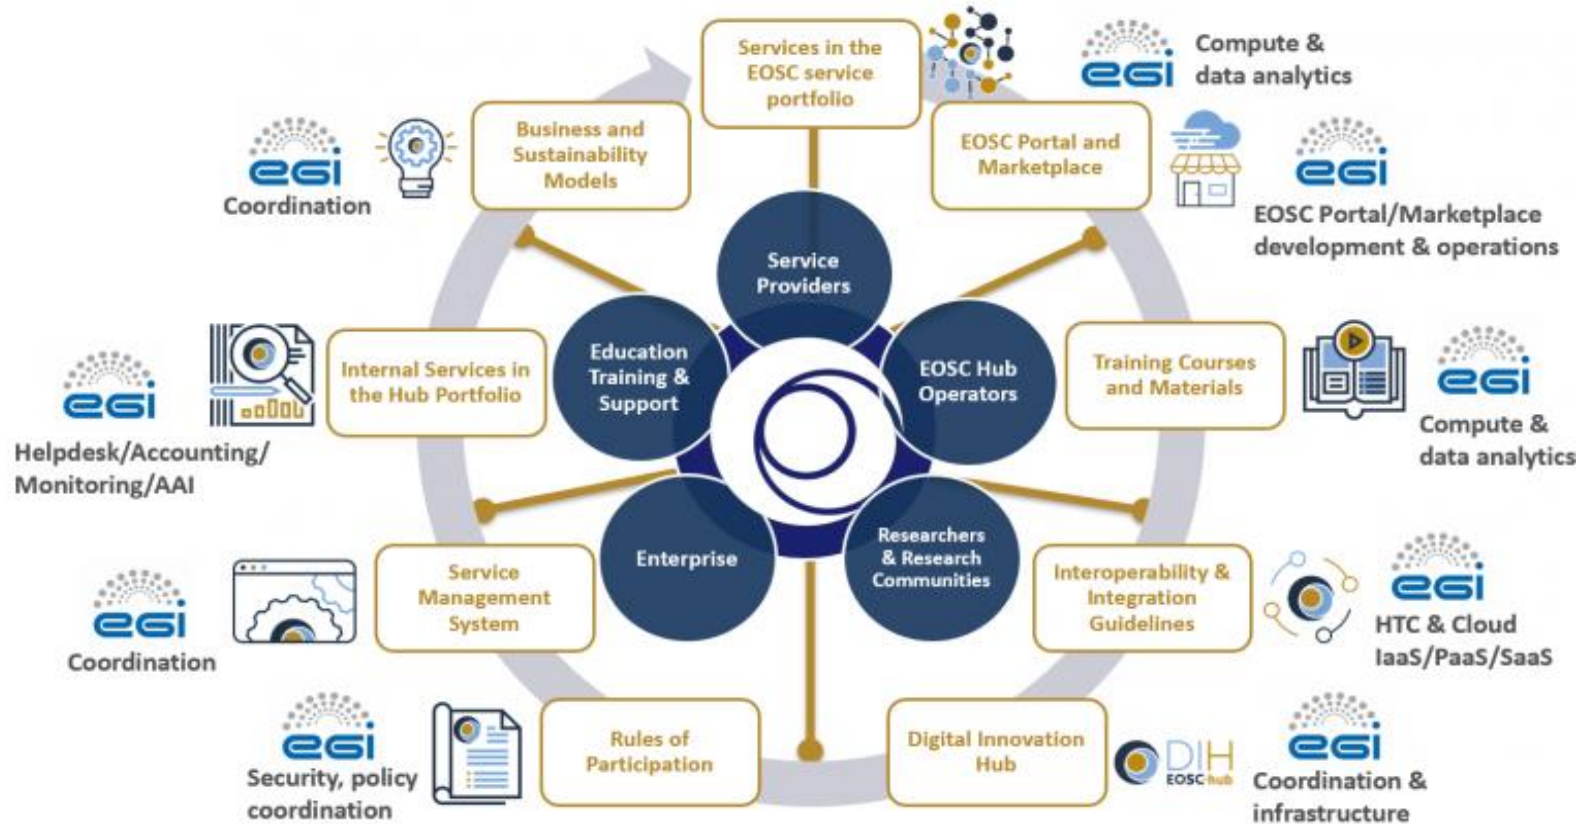 Services in the
EOSC service
portfolio
egi
Compute &
data analytics
Business and
Sustainability
Models
egi
Coordination
EOSC Portal and
Marketplace
egi
EOSC Portal/Marketplace
development & operations
Service
Providers
Internal Services in
the Hub Portfolio
egi
Helpdesk/Accounting/
Monitoring/AAI
Education
Training &
Support
EOSC Hub
Operators
Training Courses
and Materials
egi
Compute &
data analytics
Service
Management
System
egi
Coordination
Enterprise
Researchers
& Research
Communities
Interoperability &
Integration
Guidelines
egi
HTC & Cloud
IaaS/PaaS/SaaS
egi
Security, policy
coordination
Rules of
Participation
Digital Innovation
Hub
DIH
EOSC-hub
egi
Coordination &
infrastructure